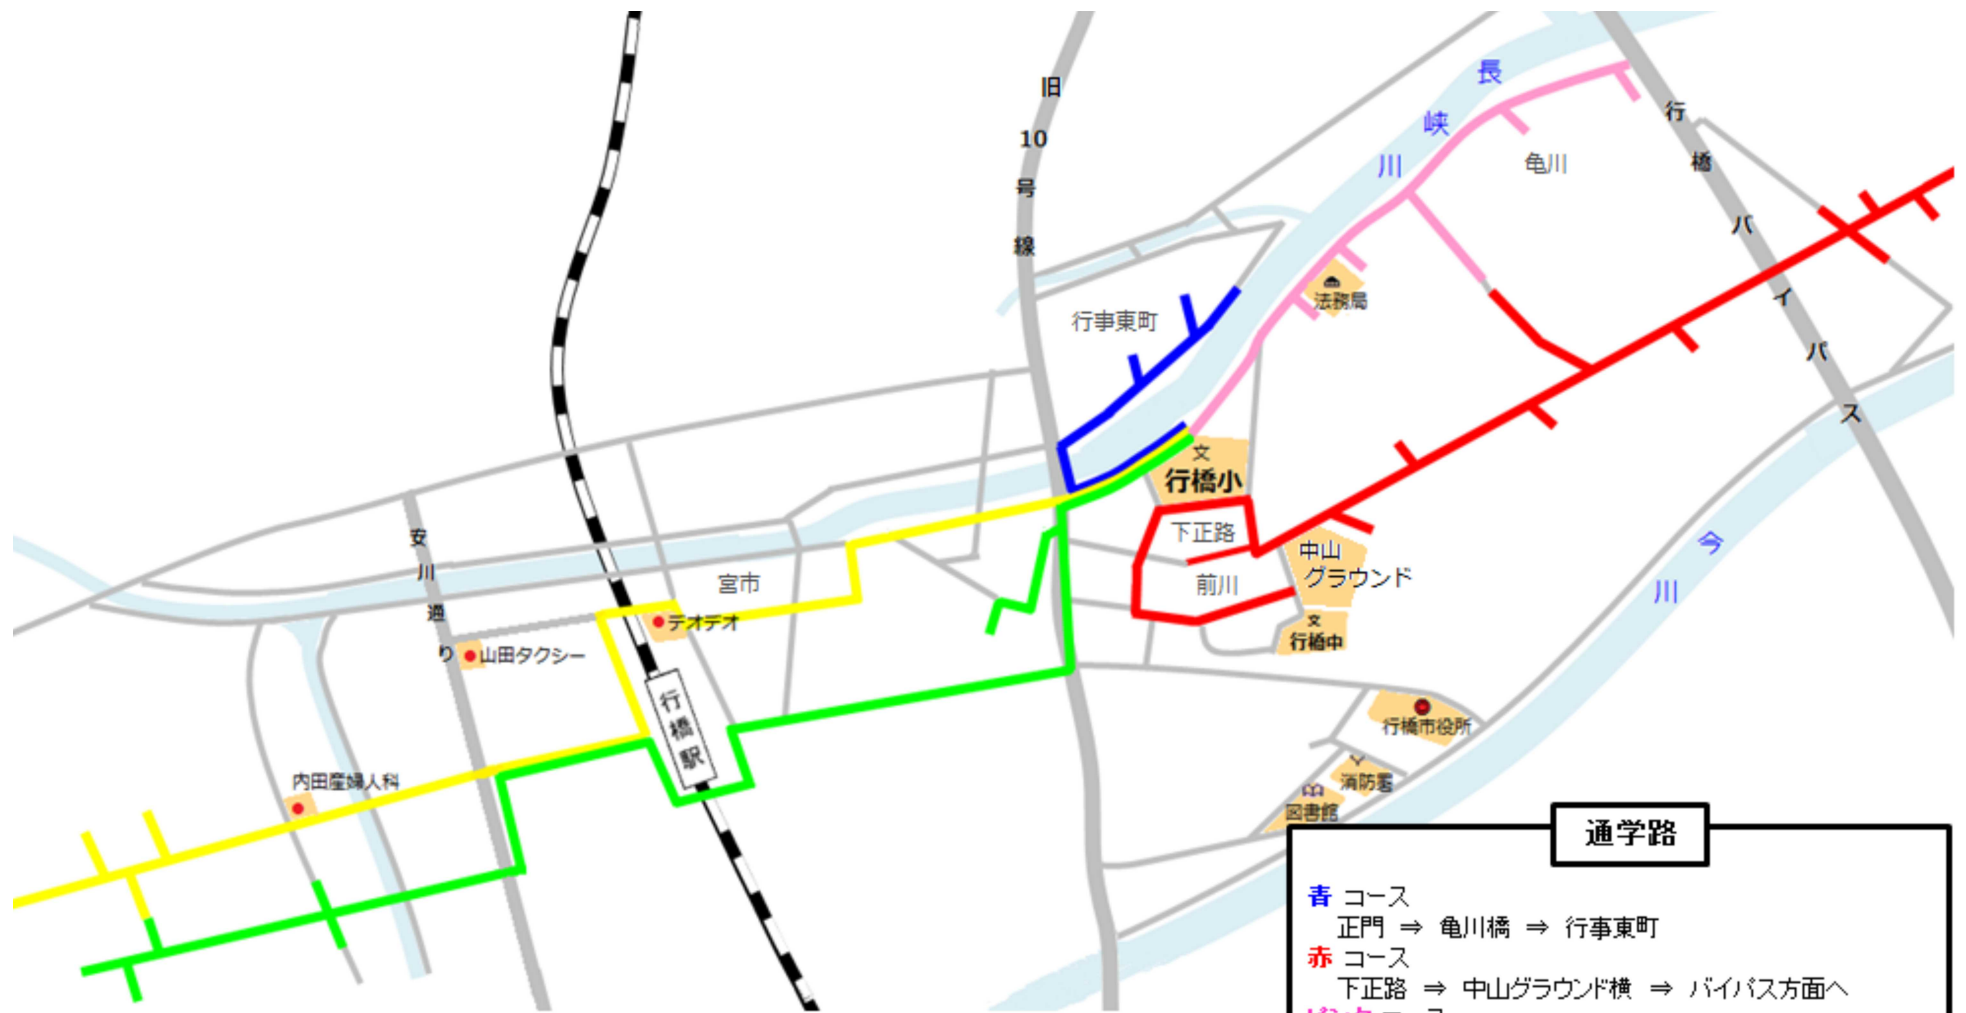 旧10号線
長峡川
行橋バイパス
亀川
法務局
行事東町
文
行橋小
下正路
前川
中山
グラウンド
文
行橋中
今川
安川通り
宮市
デオデオ
山田タクシー
行橋駅
内田産婦人科
行橋市役所
消防署
図書館
通学路
青 コース
正門 ⇒ 亀川橋 ⇒ 行事東町
赤 コース
下正路 ⇒ 中山グラウンド横 ⇒ バイパス方面へ